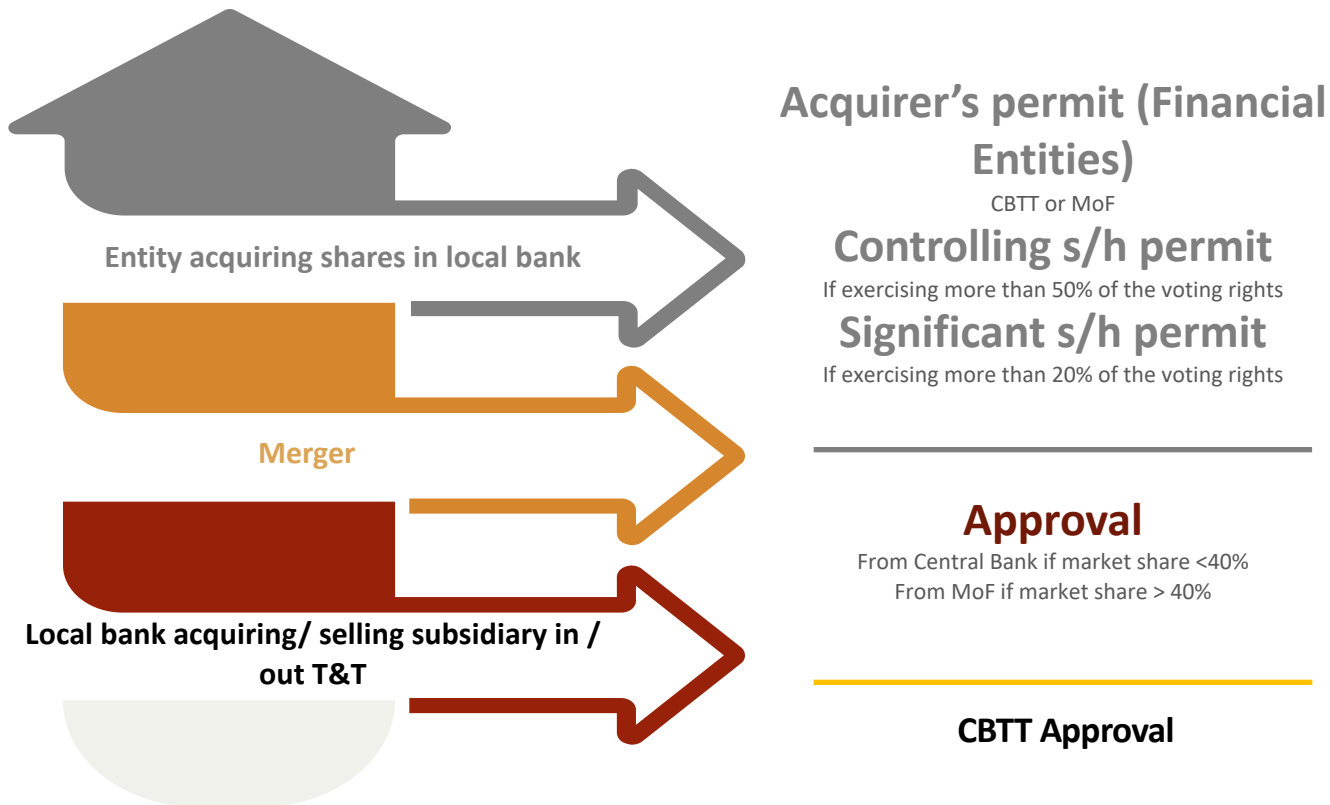 Entity acquiring shares in local bank
Merger
Local bank acquiring/ selling subsidiary in /
out T&T
Acquirer’s permit (Financial
Entities)
CBTT or MoF
Controlling s/h permit
If exercising more than 50% of the voting rights
Significant s/h permit
If exercising more than 20% of the voting rights
Approval
From Central Bank if market share <40%
From MoF if market share > 40%
CBTT Approval